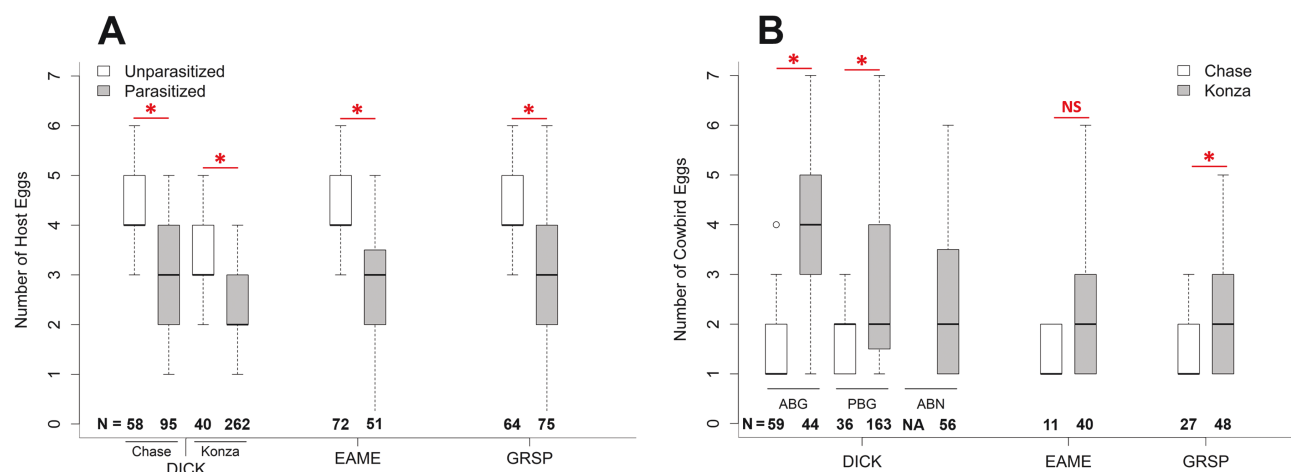 A
Unparasitized
Parasitized
Number of Host Eggs
7
6
5
4
3
2
1
0
*
*
*
*
N = 58 95 40 262 72 51 64 75
Chase Konza
DICK EAME GRSP
B
Chase
Konza
Number of Cowbird Eggs
7
6
5
4
3
2
1
0
*
*
NS
*
ABG PBG ABN
N = 59 44 36 163 NA 56 11 40 27 48
DICK EAME GRSP